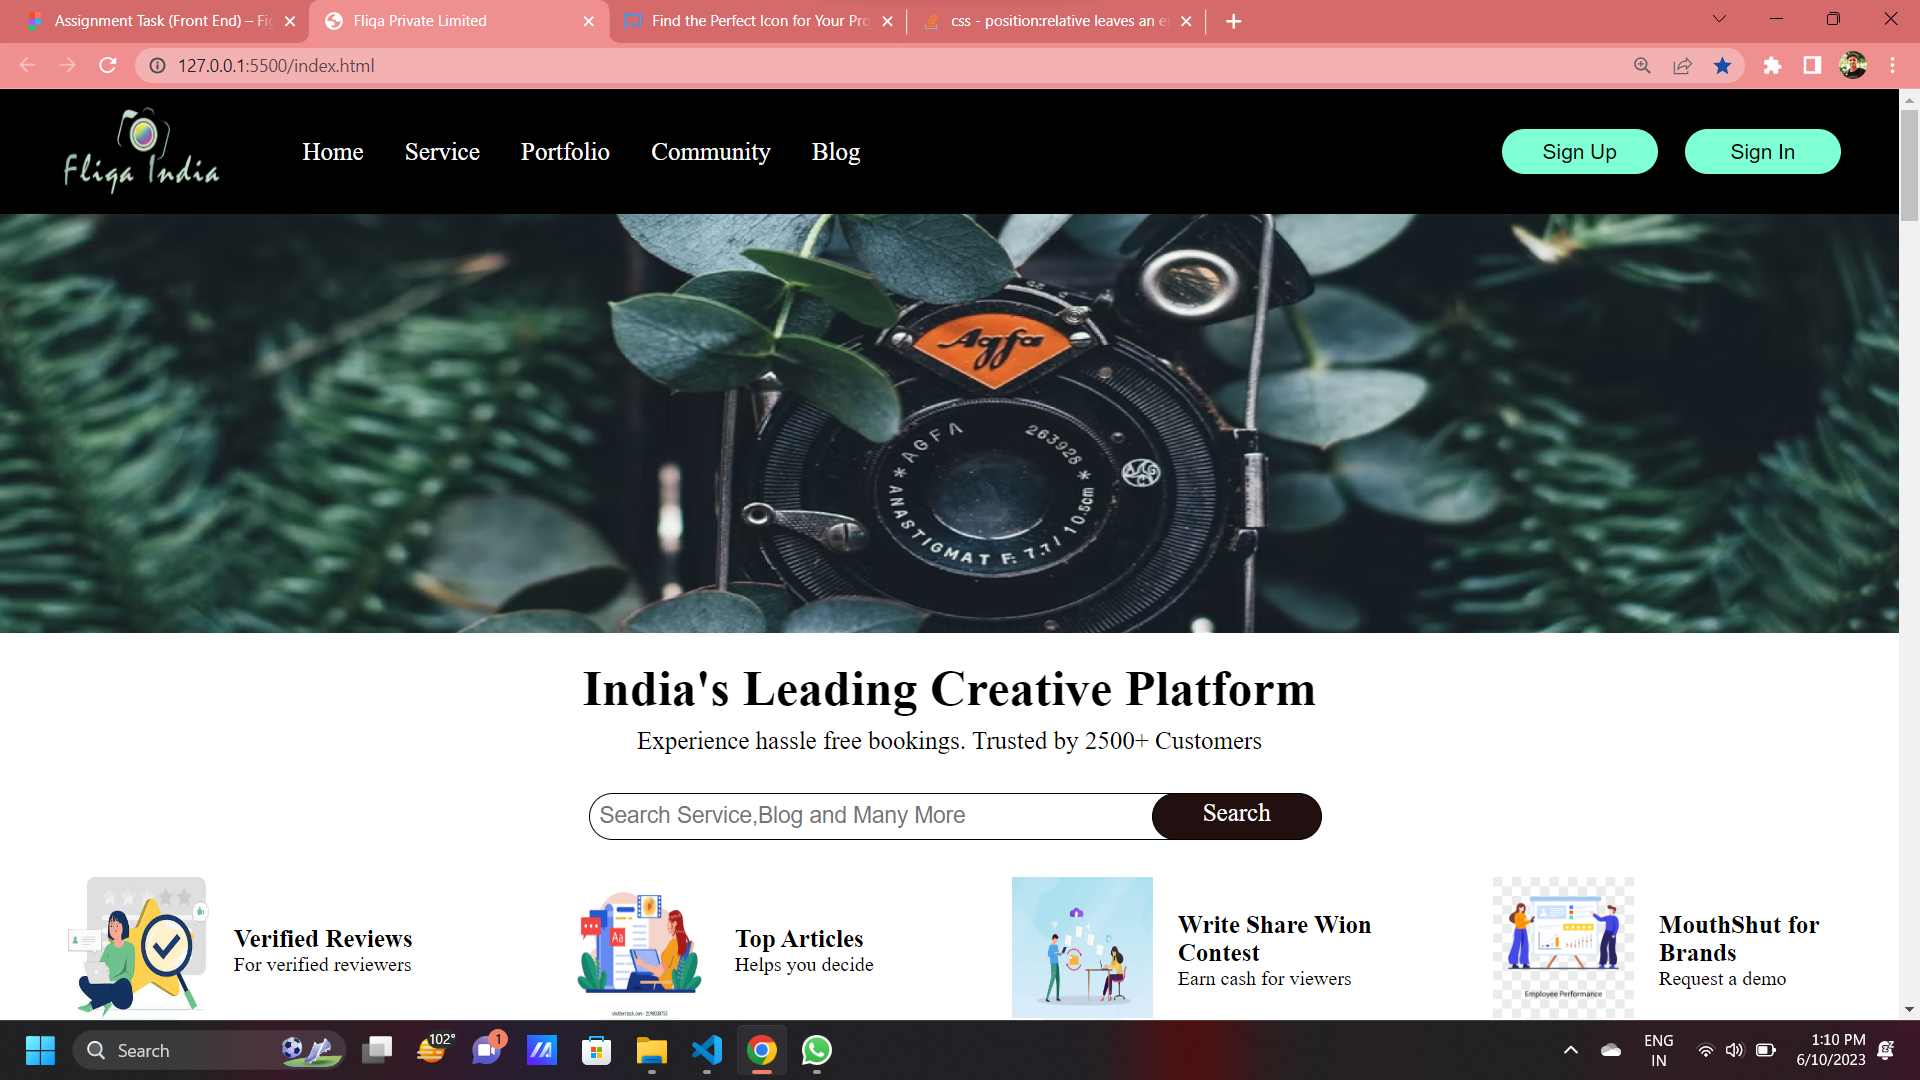 Assignment Task (Front End) – Fig
Fliqa Private Limited
Find the Perfect Icon for Your Pro
css - position:relative leaves an e
127.0.0.1:5500/index.html
Fliqa India
Home Service Portfolio Community Blog
Sign Up Sign In
Agfa
* AGFA 263928 *
ANASTIGMAT F: 7.7 / 10.5cm
India's Leading Creative Platform
Experience hassle free bookings. Trusted by 2500+ Customers
Search Service,Blog and Many More
Search
Verified Reviews
For verified reviewers
Aa
Top Articles
Helps you decide
Write Share Wion
Contest
Earn cash for viewers
Employee Performance
MouthShut for
Brands
Request a demo
Search
102°
1
ENG
IN
1:10 PM
6/10/2023